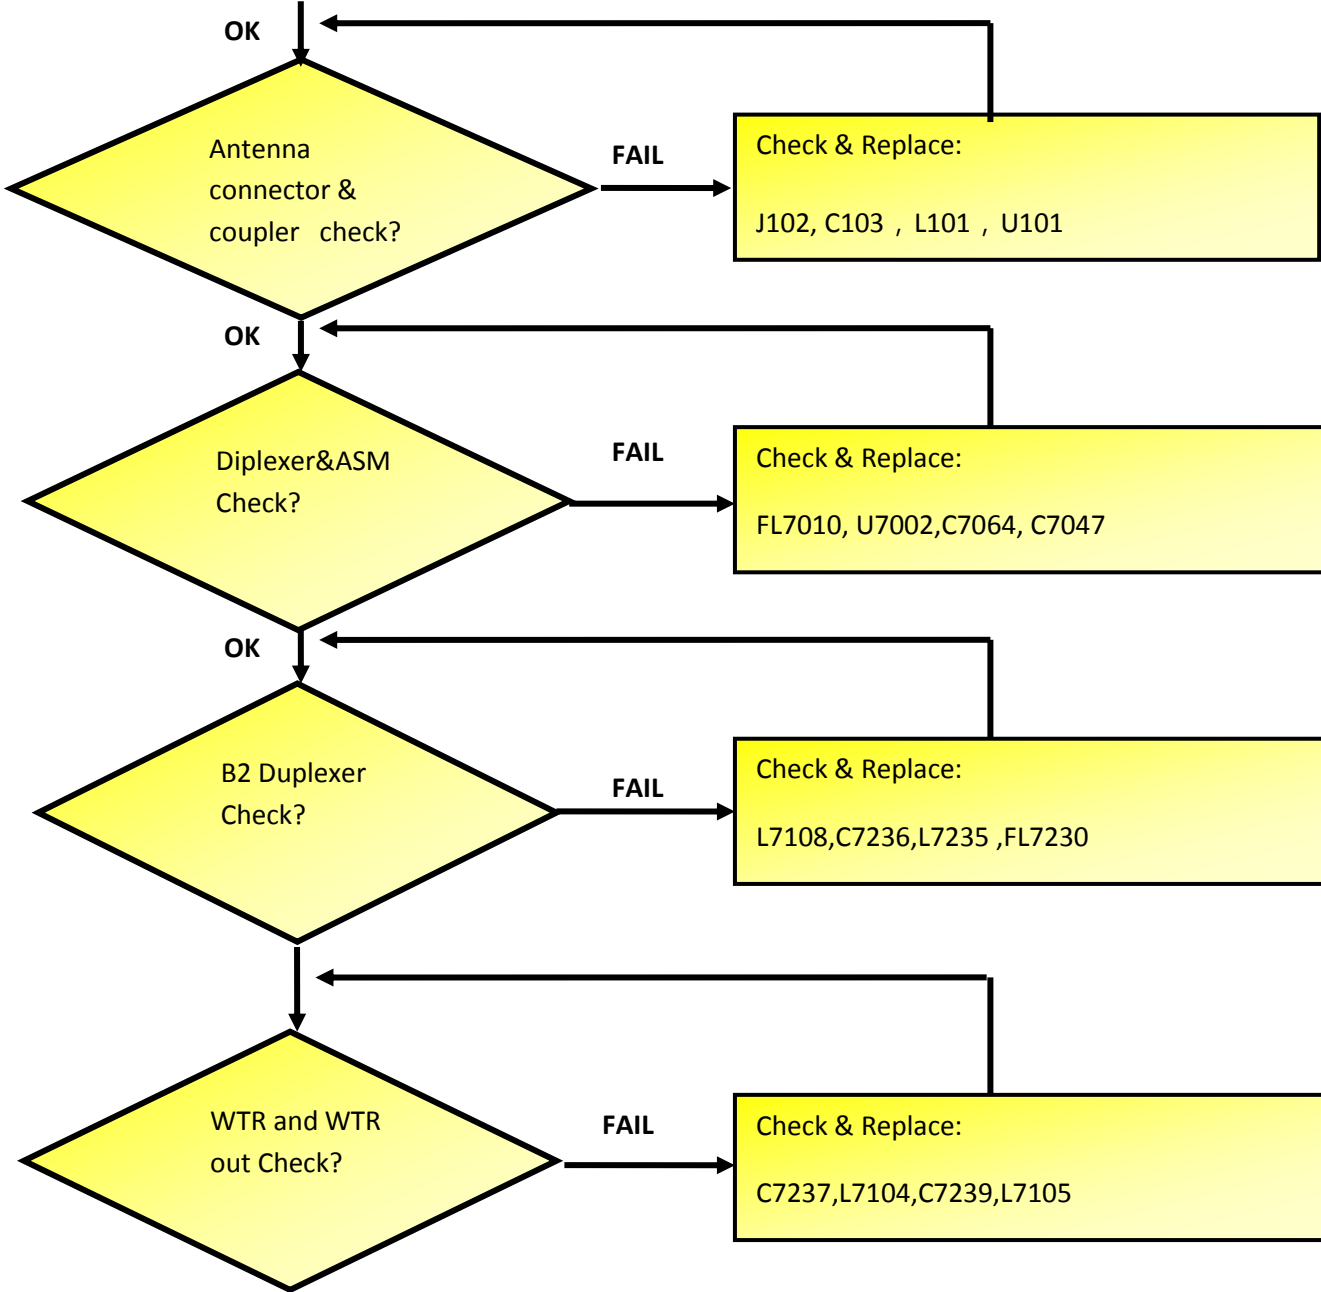 OK
Antenna
connector &
coupler check?
FAIL
Check & Replace:
J102, C103 , L101 , U101
OK
Diplexer&ASM
Check?
FAIL
Check & Replace:
FL7010, U7002,C7064, C7047
OK
B2 Duplexer
Check?
FAIL
Check & Replace:
L7108,C7236,L7235 ,FL7230
WTR and WTR
out Check?
FAIL
Check & Replace:
C7237,L7104,C7239,L7105